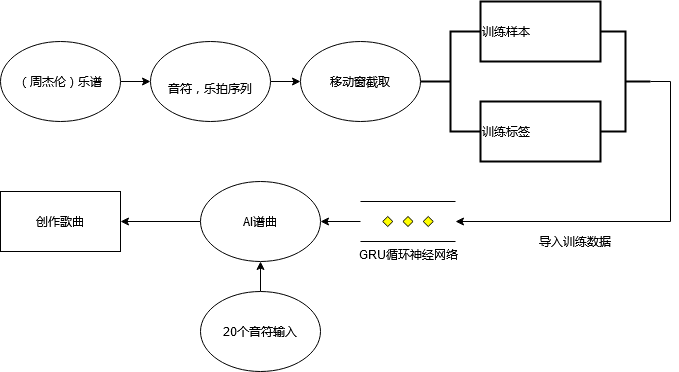 （周杰伦）乐谱
音符，乐拍序列
移动窗截取
训练样本
训练标签
导入训练数据
GRU循环神经网络
AI谱曲
创作歌曲
20个音符输入